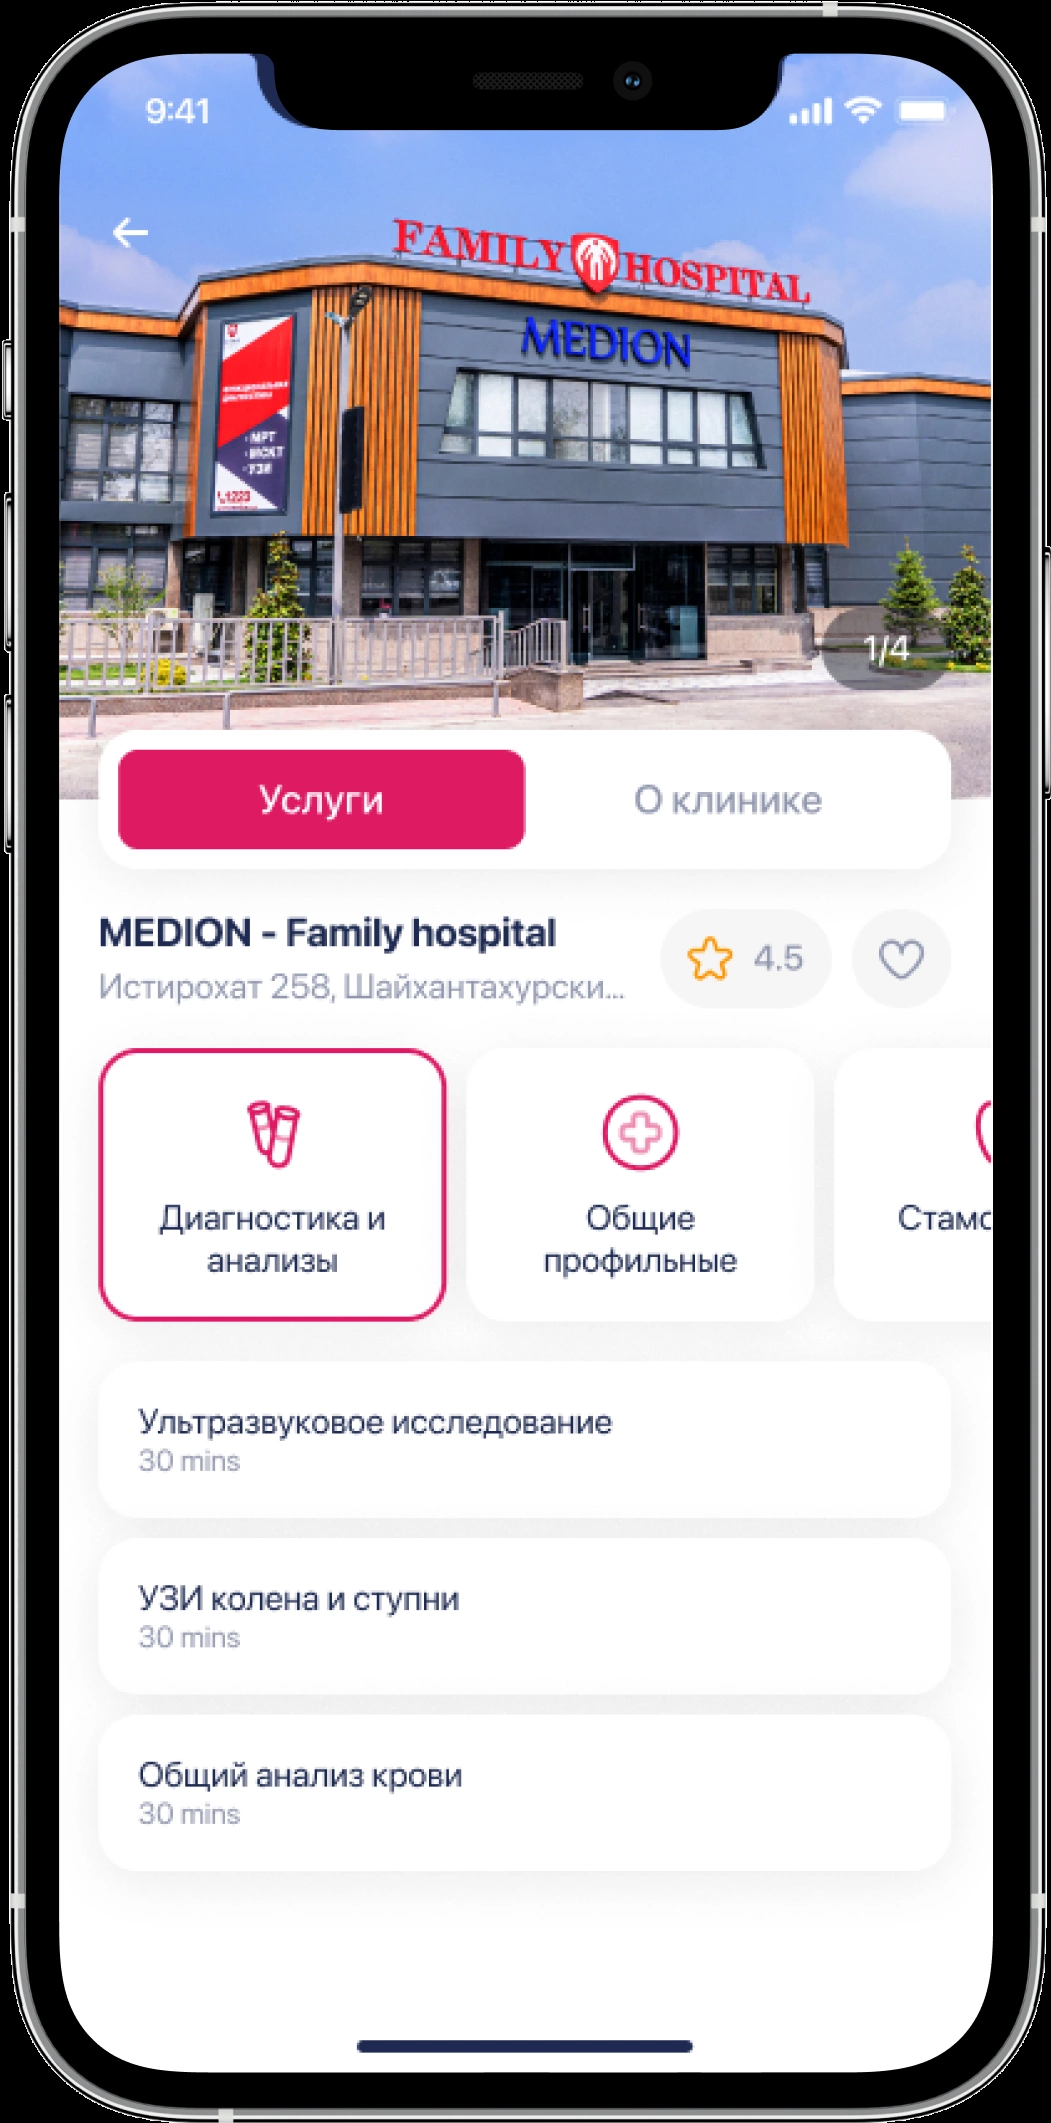 9:41
FAMILY HOSPITAL
MEDION
МРТ
МСКТ
УЗИ
1/4
Услуги
О клинике
MEDION - Family hospital
4.5
Истирохат 258, Шайхантахурски...
Диагностика и
анализы
Общие
профильные
Стамо
Ультразвуковое исследование
30 mins
УЗИ колена и ступни
30 mins
Общий анализ крови
30 mins